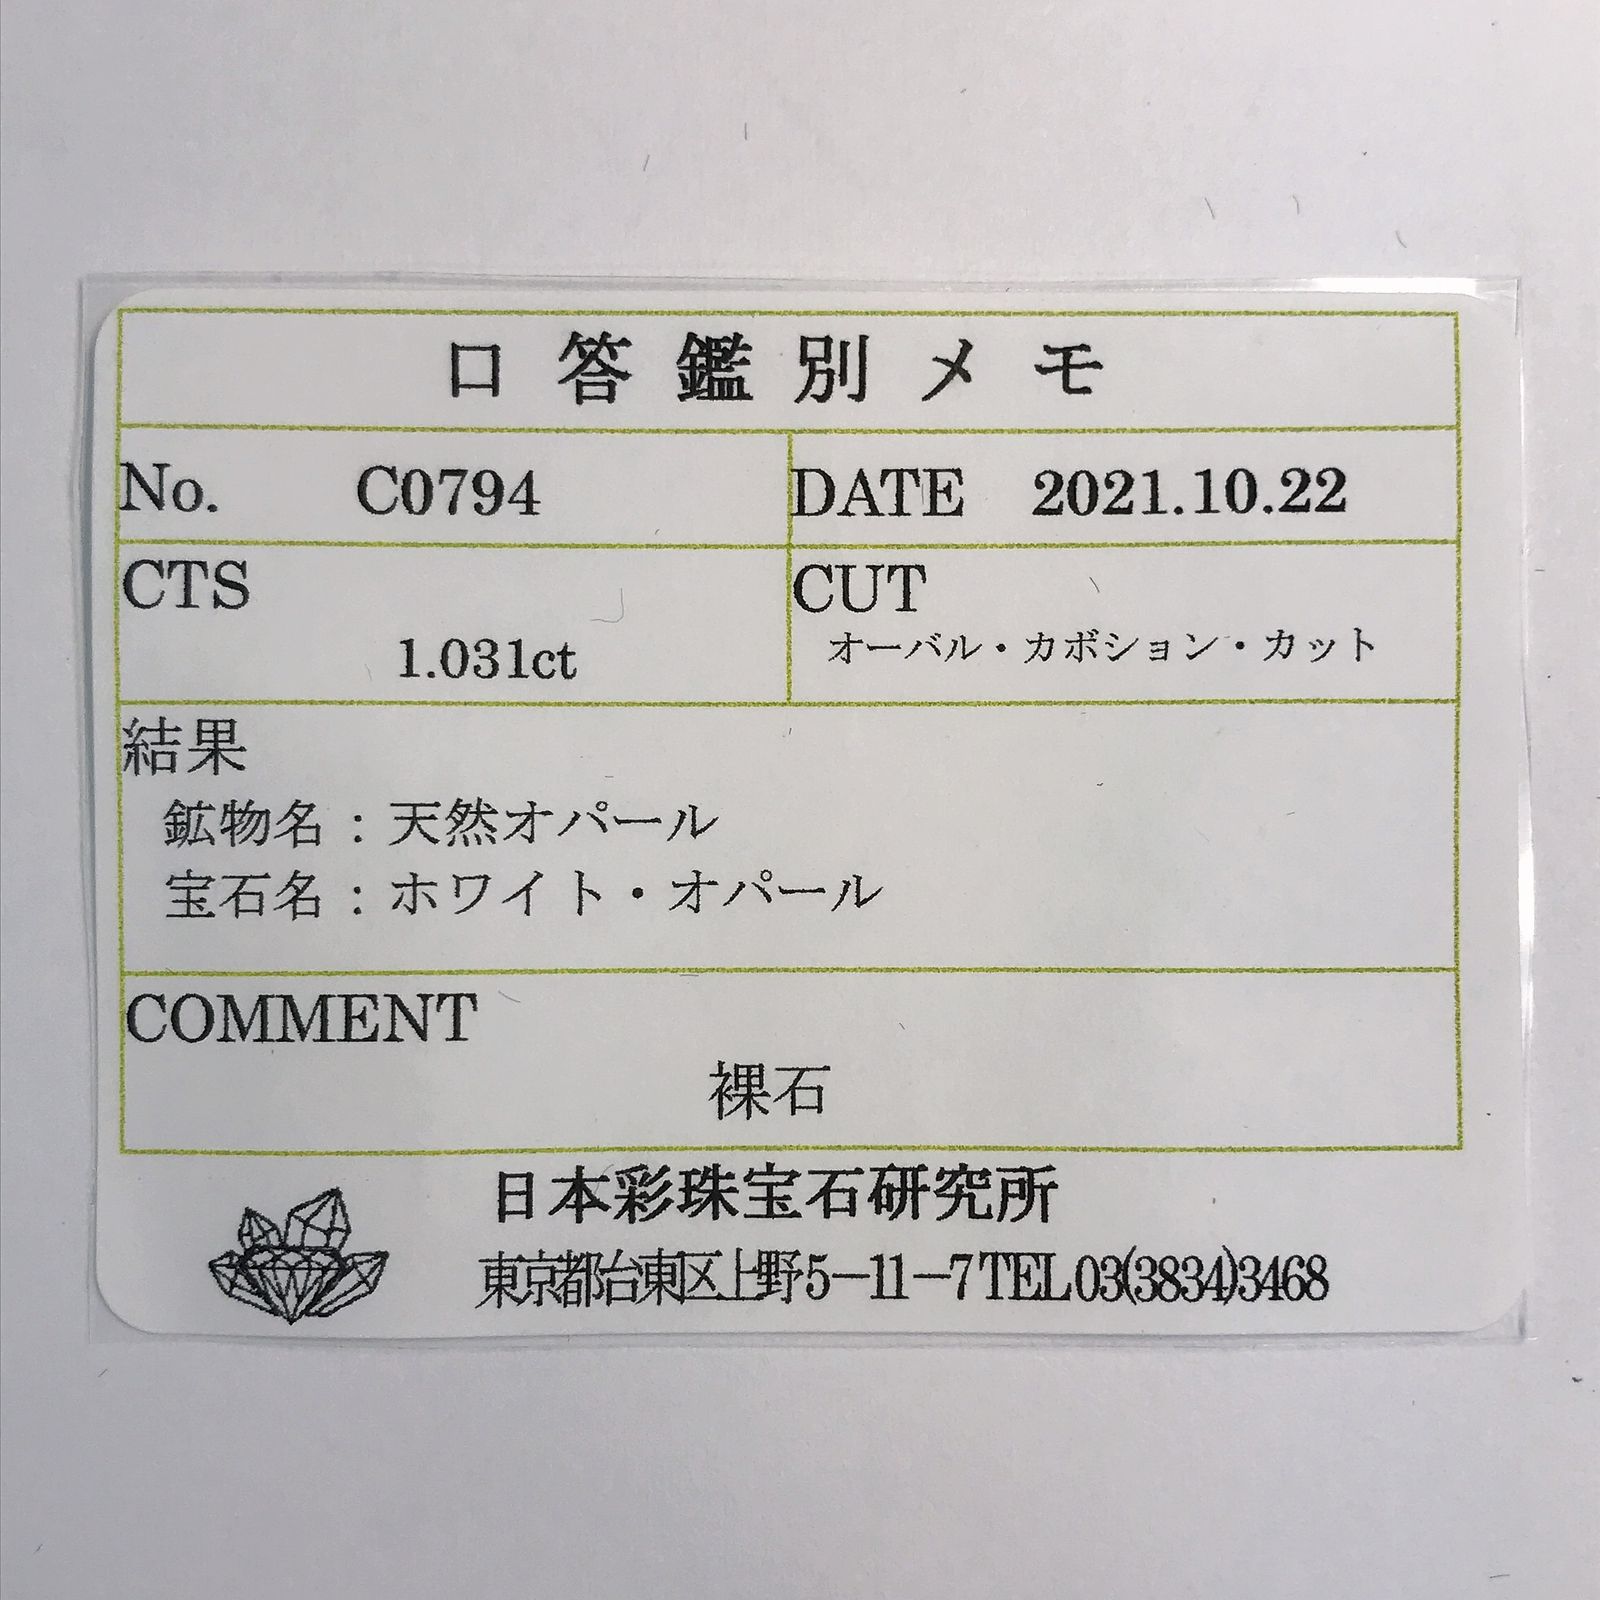 口答鑑別メモ
No. C0794
DATE 2021.10.22
CTS
1.031ct
CUT
オーバル・カボション・カット
結果
鉱物名：天然オパール
宝石名：ホワイト・オパール
COMMENT
裸石
日本彩珠宝石研究所
東京都台東区上野5－11－7 TEL03(3834)3468